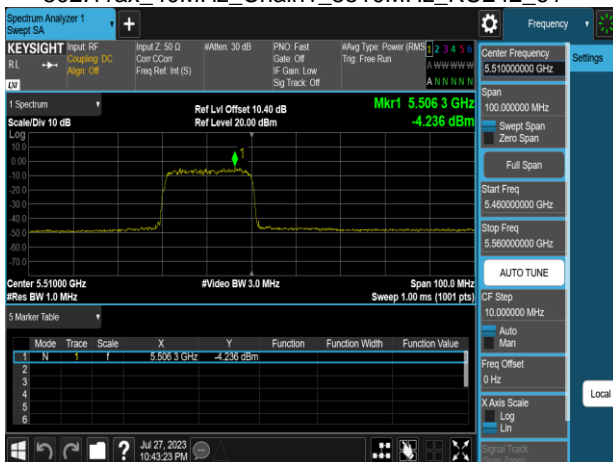 Spectrum Analyzer 1
Swept SA
+
Frequency
KEYSIGHT
RL
Input: RF
Coupling: DC
Align: Off
Input Z: 50 Ω
Corr CCorr
Freq Ref: Int (S)
#Atten: 30 dB
PNO: Fast
Gate: Off
IF Gain: Low
Sig Track: Off
#Avg Type: Power (RMS
Trig: Free Run
1 2 3 4 5 6
A W W W W W
A N N N N N
Center Frequency
5.510000000 GHz
Settings
Span
100.000000 MHz
Swept Span
Zero Span
Full Span
Start Freq
5.460000000 GHz
Stop Freq
5.560000000 GHz
AUTO TUNE
CF Step
10.000000 MHz
Auto
Man
Freq Offset
0 Hz
X Axis Scale
Log
Lin
Signal Track
Local
1 Spectrum
Scale/Div 10 dB
Ref Lvl Offset 10.40 dB
Ref Level 20.00 dBm
Mkr1 5.506 3 GHz
-4.236 dBm
Log
10.0
0.00
-10.0
-20.0
-30.0
-40.0
-50.0
-60.0
-70.0
1
Center 5.51000 GHz
#Res BW 1.0 MHz
#Video BW 3.0 MHz
Span 100.0 MHz
Sweep 1.00 ms (1001 pts)
5 Marker Table
Mode Trace Scale X Y Function Function Width Function Value
1 N 1 f 5.506 3 GHz -4.236 dBm
2
3
4
5
6
?
Jul 27, 2023
10:43:23 PM